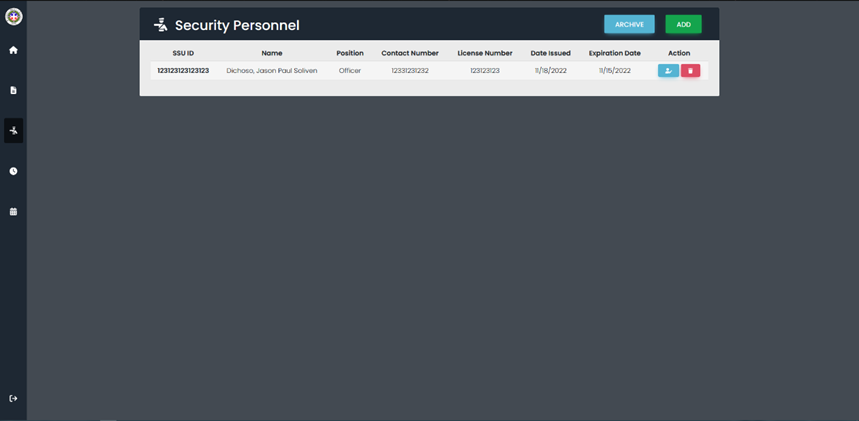 Security Personnel
ARCHIVE
ADD
SSU ID Name Position Contact Number License Number Date Issued Expiration Date Action
123123123123123 Dichoso, Jason Paul Soliven Officer 12331231232 123123123 11/18/2022 11/15/2022